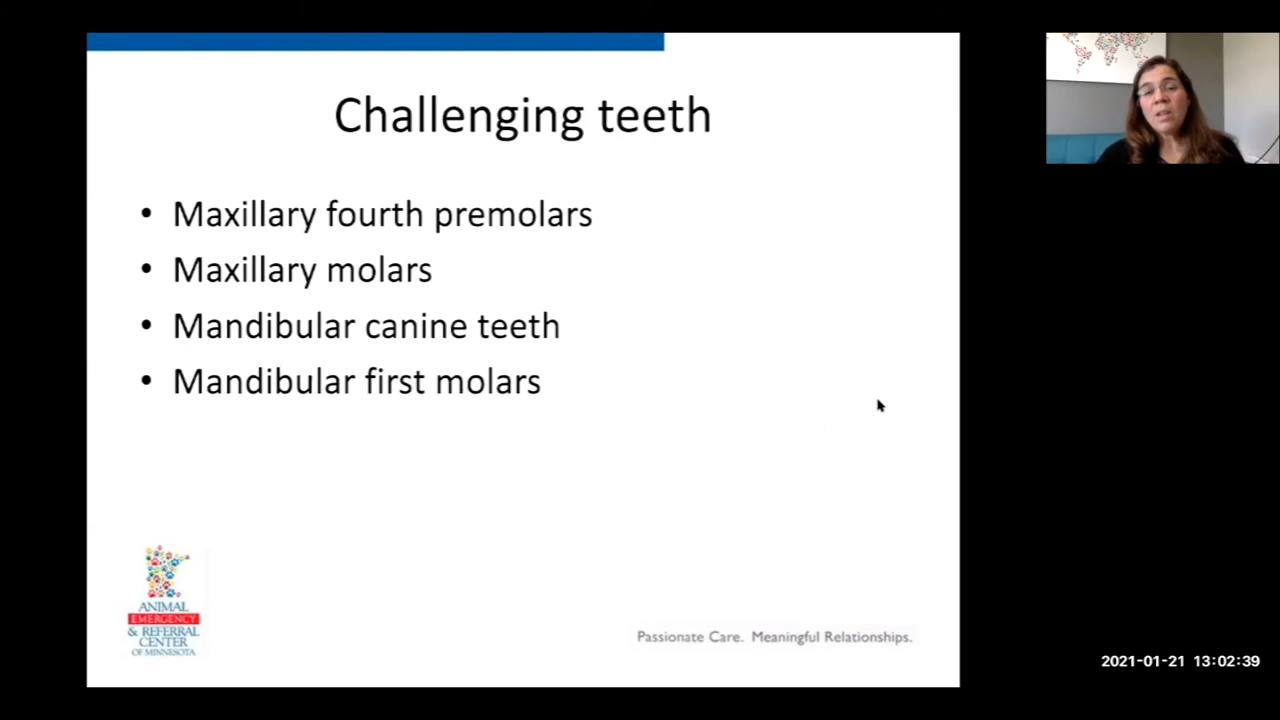 Challenging teeth
• Maxillary fourth premolars
• Maxillary molars
• Mandibular canine teeth
• Mandibular first molars
ANIMAL
EMERGENCY
& REFERRAL
CENTER
OF MINNESOTA
Passionate Care. Meaningful Relationships.
2021-01-21 13:02:39